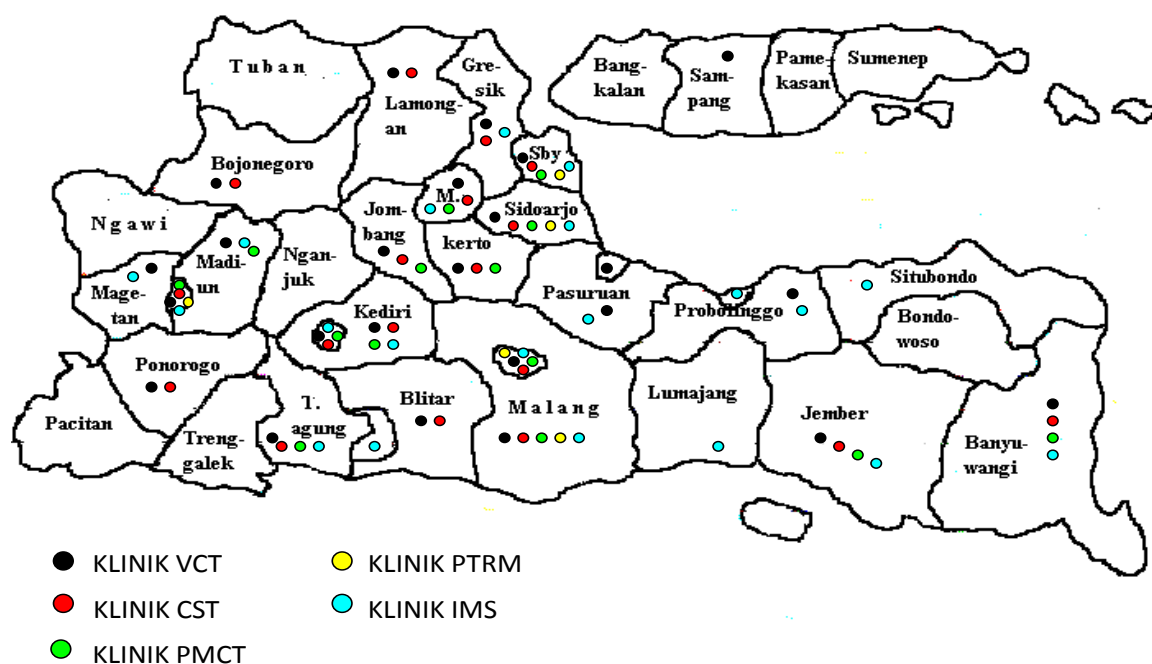 Tuban
Lamong-
an
Gre-
sik
Bang-
kalan
Sam-
pang
Pame-
kasan
Sumenep
Bojonegoro
Sby
Ngawi
M.
Jom-
bang
Sidoarjo
kerto
Madi-
un
Ngan-
juk
Mage-
tan
Pasuruan
Probolinggo
Situbondo
Bondo-
woso
Kediri
Ponorogo
Pacitan
Treng-
galek
T.
agung
Blitar
Malang
Lumajang
Jember
Banyu-
wangi
KLINIK VCT
KLINIK CST
KLINIK PMCT
KLINIK PTRM
KLINIK IMS